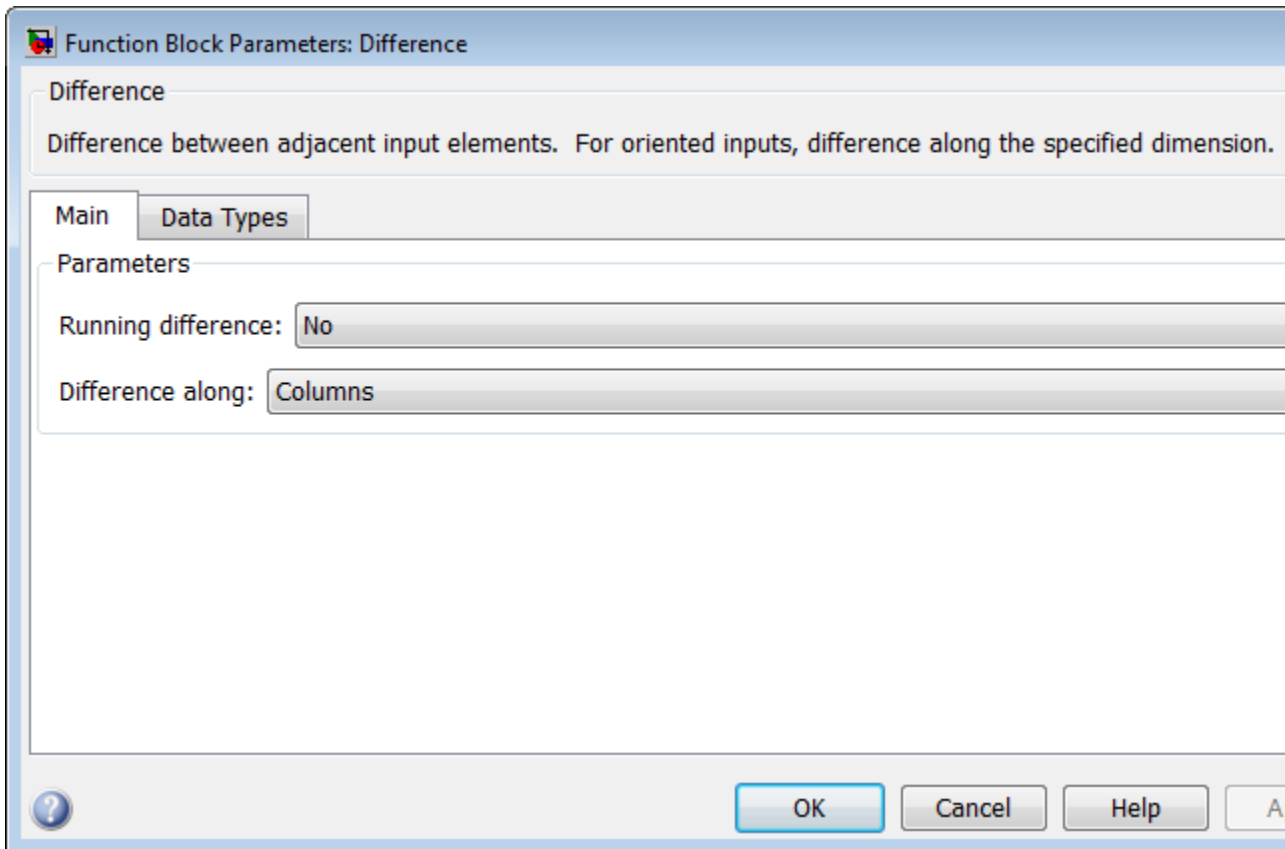 Function Block Parameters: Difference
Difference
Difference between adjacent input elements.  For oriented inputs, difference along the specified dimension.
Main Data Types
Parameters
Running difference: No
Difference along: Columns
? OK Cancel Help A